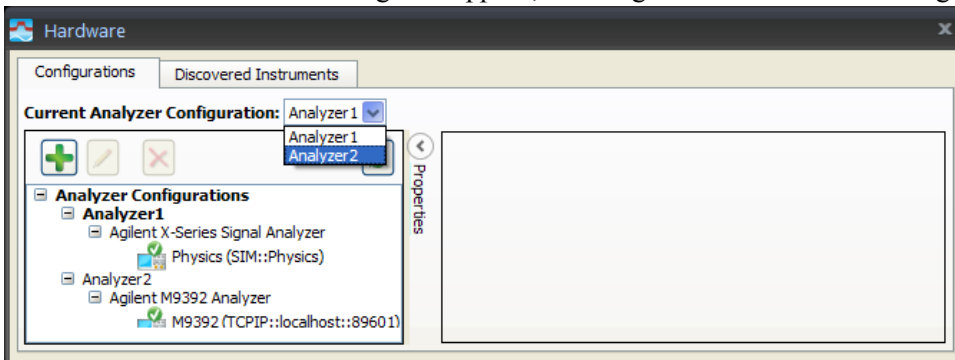 Hardware
Configurations Discovered Instruments
Current Analyzer Configuration: Analyzer1
Analyzer1
Analyzer2
Properties
Analyzer Configurations
Analyzer1
Agilent X-Series Signal Analyzer
Physics (SIM::Physics)
Analyzer2
Agilent M9392 Analyzer
M9392 (TCPIP::localhost::89601)